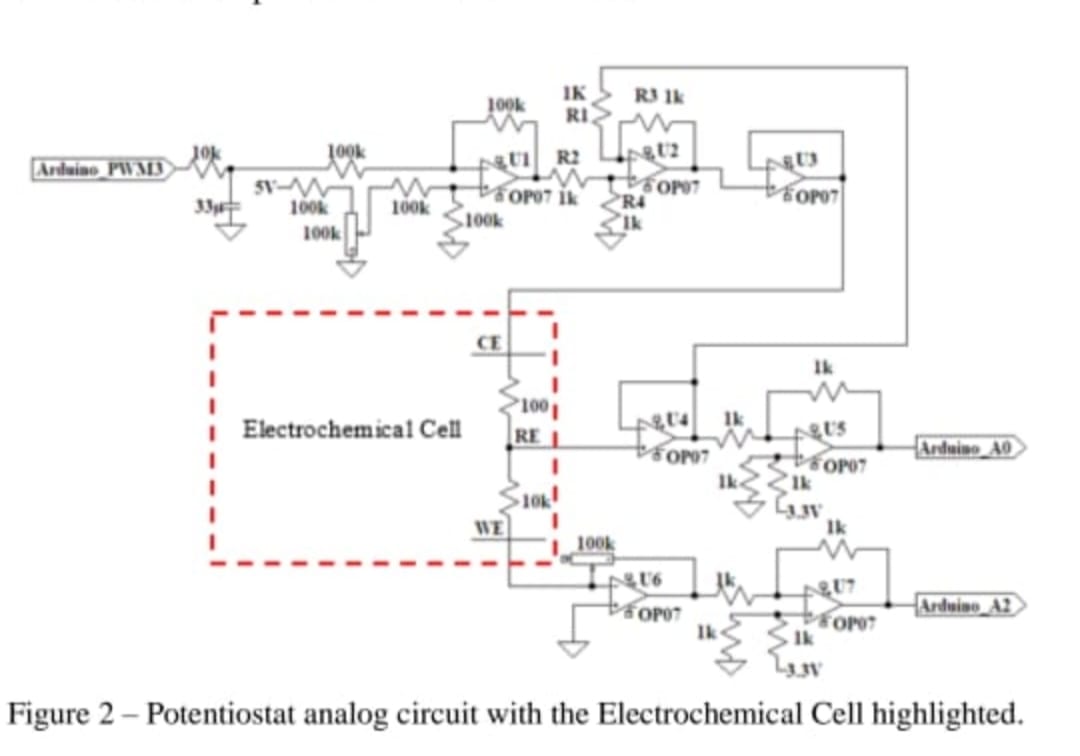 100k
1K
R3 1k
R1
10k
100k
U1
R2
U2
U3
Arduino_PWM3
5V
OP07
1k
OP07
OP07
33µ
100k
100k
R4
100k
100k
1k
CE
1k
100
Electrochemical Cell
RE
U4
1k
U5
Arduino_A0
OP07
OP07
1k
1k
10k
3.3V
WE
1k
100k
U6
1k
U7
Arduino_A2
OP07
OP07
1k
1k
3.3V
Figure 2 – Potentiostat analog circuit with the Electrochemical Cell highlighted.